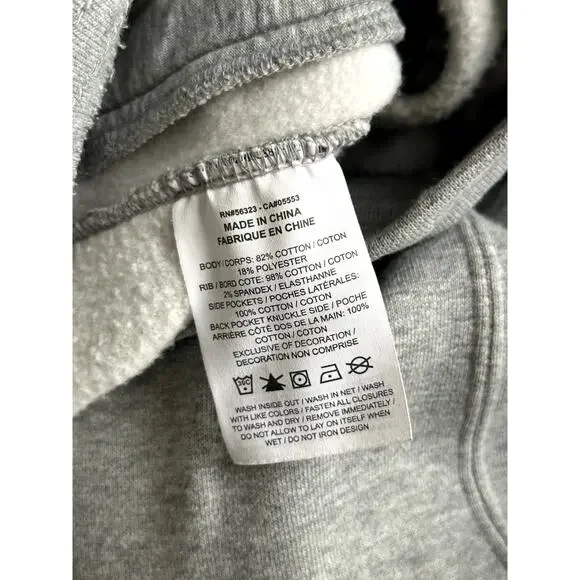 RN#56323 - CA#05553
MADE IN CHINA
FABRIQUE EN CHINE
BODY/CORPS: 82% COTTON / COTON
18% POLYESTER
RIB / BORD COTE: 98% COTTON / COTON
2% SPANDEX / ELASTHANNE
SIDE POCKETS / POCHES LATÉRALES:
100% COTTON / COTON
BACK POCKET KNUCKLE SIDE / POCHE
ARRIÈRE CÔTÉ DOS DE LA MAIN: 100%
COTTON / COTON
EXCLUSIVE OF DECORATION /
DECORATION NON COMPRISE
30C
WASH INSIDE OUT / WASH IN NET / WASH
WITH LIKE COLORS / FASTEN ALL CLOSURES
TO WASH AND DRY / REMOVE IMMEDIATELY /
DO NOT ALLOW TO LAY ON ITSELF WHEN
WET / DO NOT IRON DESIGN